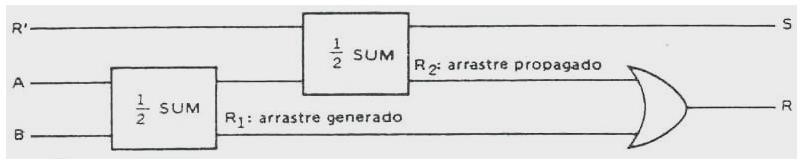 R'
S
1/2 SUM
R2: arrastre propagado
A
1/2 SUM
R1: arrastre generado
R
B